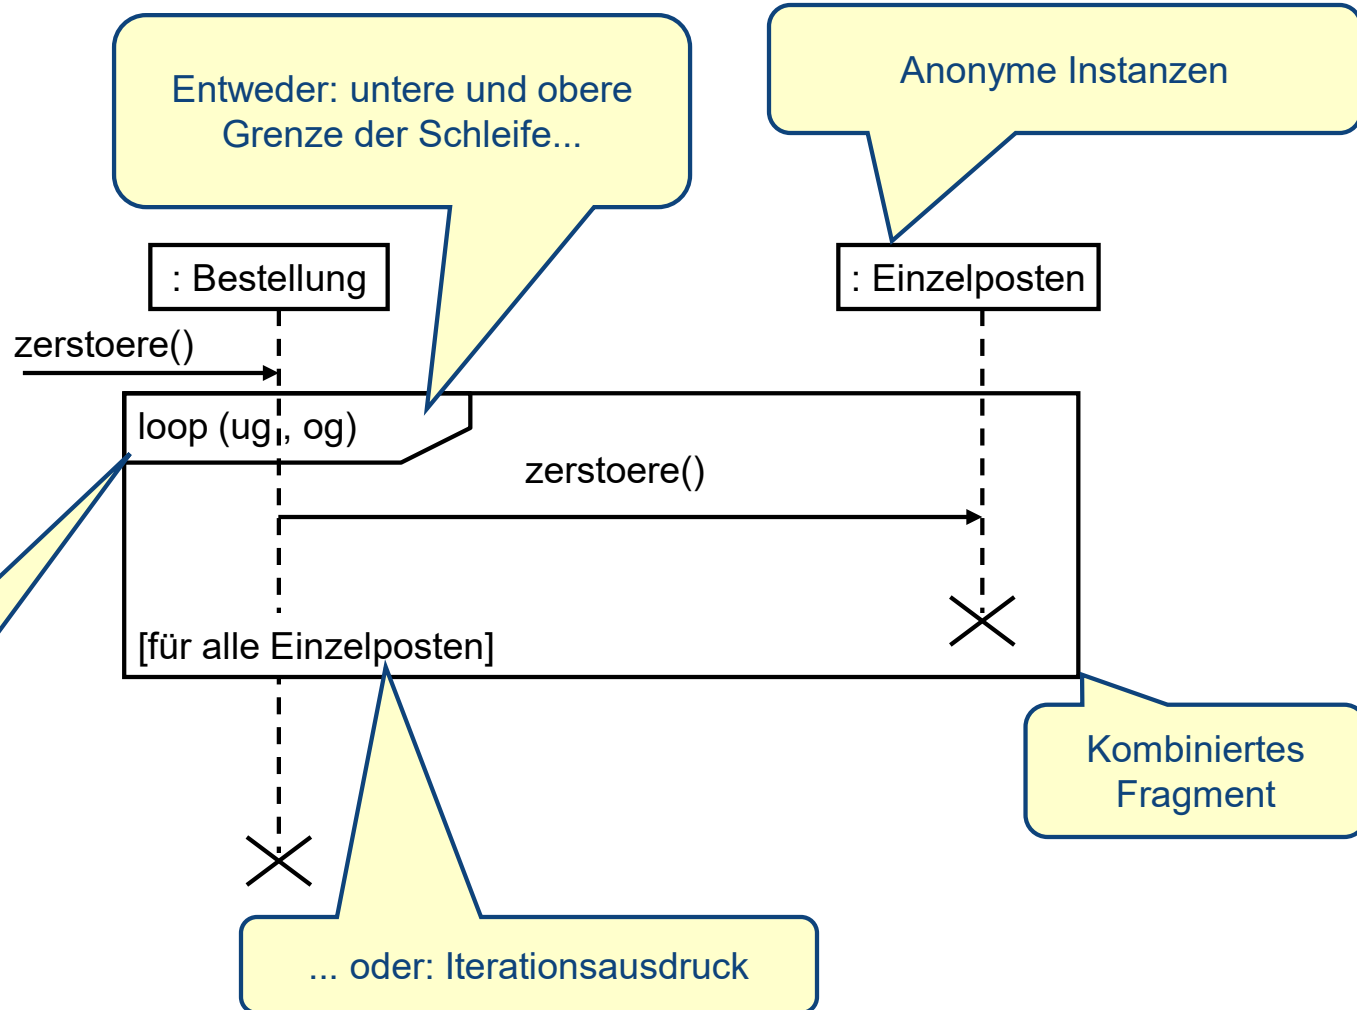 Entweder: untere und obere
Grenze der Schleife...
Anonyme Instanzen
: Bestellung
: Einzelposten
zerstoere()
loop (ug , og)
zerstoere()
[für alle Einzelposten]
Kombiniertes
Fragment
... oder: Iterationsausdruck